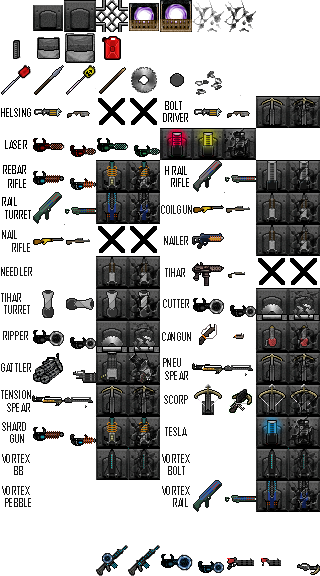 HELSING
BOLT
DRIVER
LASER
REBAR
RIFLE
H RAIL
RIFLE
RAIL
TURRET
COILGUN
NAIL
RIFLE
NAILER
NEEDLER
TIHAR
TIHAR
TURRET
CUTTER
RIPPER
CANGUN
GATTLER
PNEU
SPEAR
TENSION
SPEAR
SCORP
SHARD
GUN
TESLA
VORTEX
BB
VORTEX
BOLT
VORTEX
PEBBLE
VORTEX
RAIL